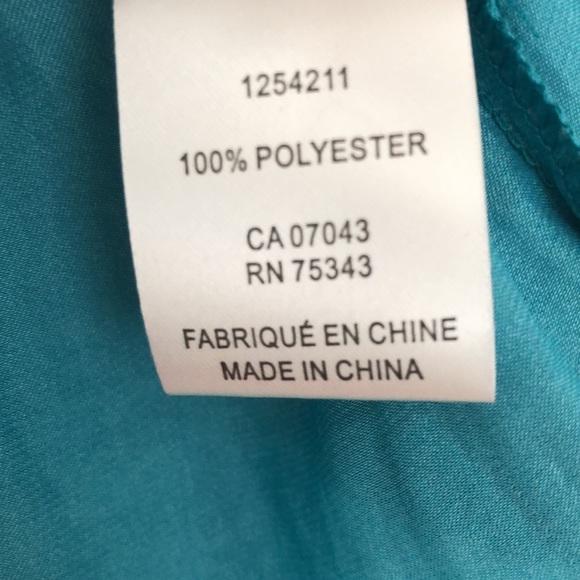 1254211
100% POLYESTER
CA 07043
RN 75343
FABRIQUÉ EN CHINE
MADE IN CHINA